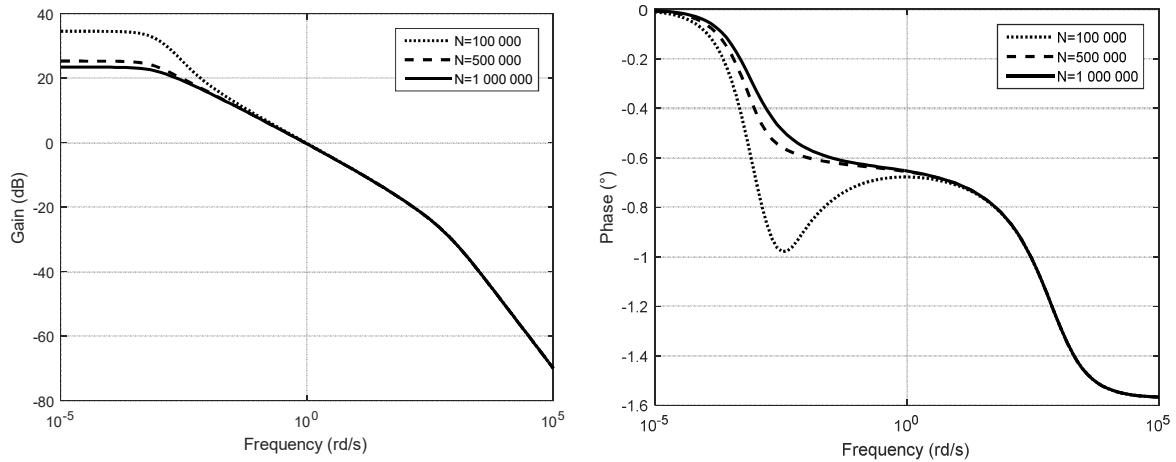 40
20
0
-20
-40
-60
-80
Gain (dB)
10^-5
10^0
10^5
Frequency (rd/s)
N=100 000
N=500 000
N=1 000 000
0
-0.2
-0.4
-0.6
-0.8
-1
-1.2
-1.4
-1.6
Phase (°)
10^-5
10^0
10^5
Frequency (rd/s)
N=100 000
N=500 000
N=1 000 000